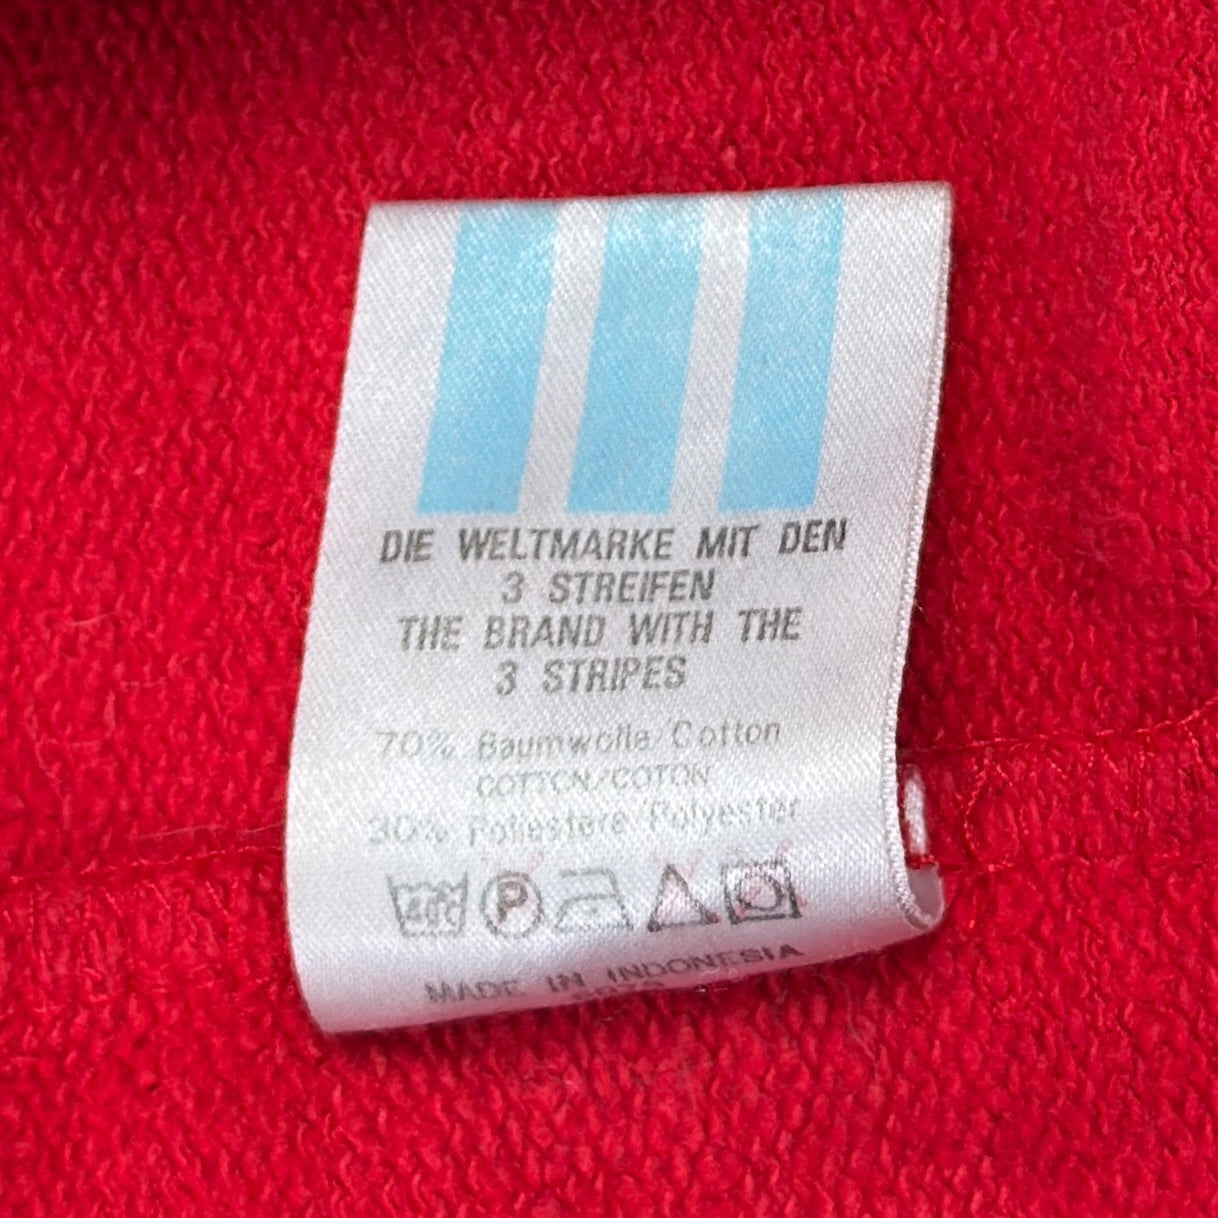 DIE WELTMARKE MIT DEN
3 STREIFEN
THE BRAND WITH THE
3 STRIPES
70% Baumwolle/Cotton
COTTON/COTON
30% Poliestere/Polyester
40°C P
MADE IN INDONESIA